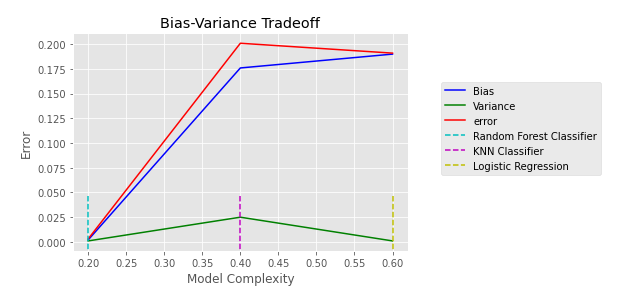 Bias-Variance Tradeoff
0.200
0.175
0.150
0.125
0.100
0.075
0.050
0.025
0.000
Error
0.20 0.25 0.30 0.35 0.40 0.45 0.50 0.55 0.60
Model Complexity
Bias
Variance
error
Random Forest Classifier
KNN Classifier
Logistic Regression